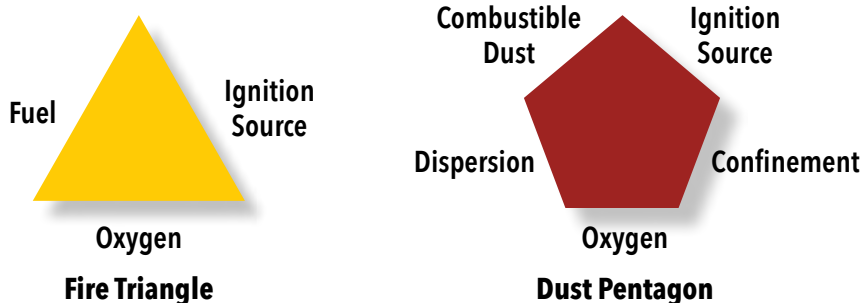 Fuel
Ignition
Source
Oxygen
Fire Triangle
Combustible
Dust
Ignition
Source
Dispersion
Confinement
Oxygen
Dust Pentagon